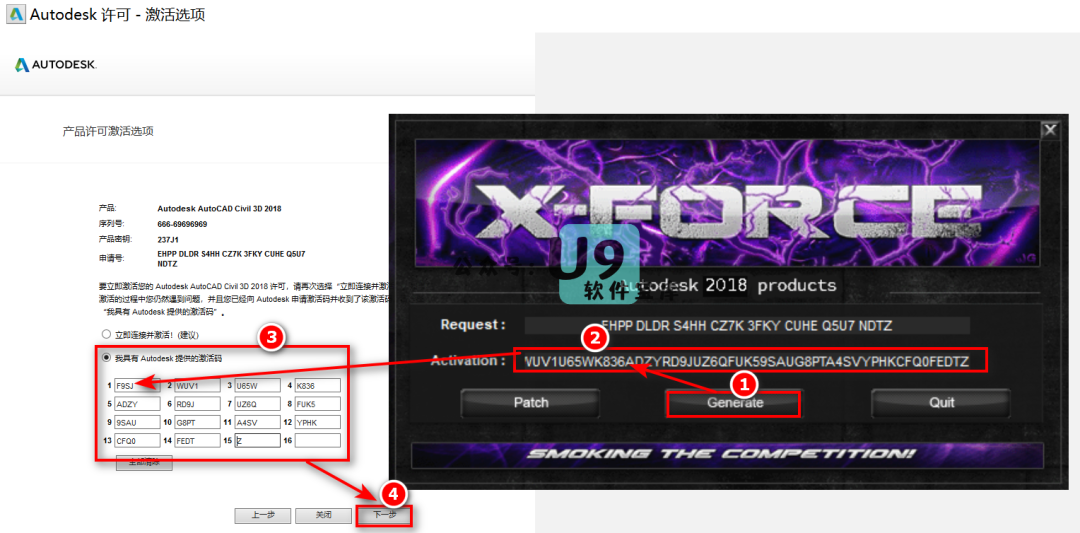 Autodesk 许可 - 激活选项
AUTODESK.
产品许可激活选项
产品: Autodesk AutoCAD Civil 3D 2018
序列号: 666-69696969
产品密钥: 237J1
申请号: EHPP DLDR S4HH CZ7K 3FKY CUHE Q5U7
NDTZ
要立即激活您的 Autodesk AutoCAD Civil 3D 2018 许可，请再次选择 “立即连接并激
激活的过程中您仍然遇到问题，并且您已经向 Autodesk 申请激活码并收到了该激活码
“我具有 Autodesk 提供的激活码” 。
立即连接并激活! (建议)
3
我具有 Autodesk 提供的激活码
1 F9SJ 2 WUV1 3 U65W 4 K836
5 ADZY 6 RD9J 7 UZ6Q 8 FUK5
9 9SAU 10 G8PT 11 A4SV 12 YPHK
13 CFQ0 14 FEDT 15 Z 16
全部清除
4
上一步 关闭 下一步
X
X-FORCE
公众号:
U9
软件宝库
Autodesk 2018 products
Request : EHPP DLDR S4HH CZ7K 3FKY CUHE Q5U7 NDTZ
2
Activation : WUV1U65WK836ADZYRD9JUZ6QFUK59SAUG8PTA4SVYPHKCFQ0FEDTZ
1
Patch Generate Quit
SMOKING THE COMPETITION!